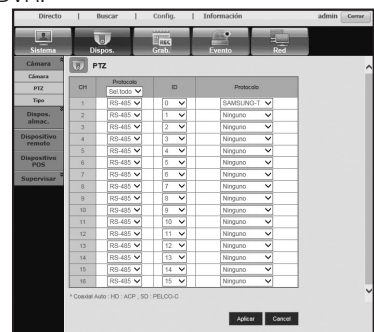 Directo | Buscar | Config. | Información admin Cerrar
Sistema Dispos. Grab. Evento Red
REC
Cámara
Cámara
PTZ
Tipo
Dispos. almac.
Dispositivo remoto
Dispositivo POS
Supervisar
PTZ
CH Protocolo ID Protocolo
Sel.todo
1 RS-485 0 SAMSUNG-T
2 RS-485 1 Ninguno
3 RS-485 2 Ninguno
4 RS-485 3 Ninguno
5 RS-485 4 Ninguno
6 RS-485 5 Ninguno
7 RS-485 6 Ninguno
8 RS-485 7 Ninguno
9 RS-485 8 Ninguno
10 RS-485 9 Ninguno
11 RS-485 10 Ninguno
12 RS-485 11 Ninguno
13 RS-485 12 Ninguno
14 RS-485 13 Ninguno
15 RS-485 14 Ninguno
16 RS-485 15 Ninguno
* Coaxial Auto : HD : ACP , SD : PELCO-C
Aplicar Cancel